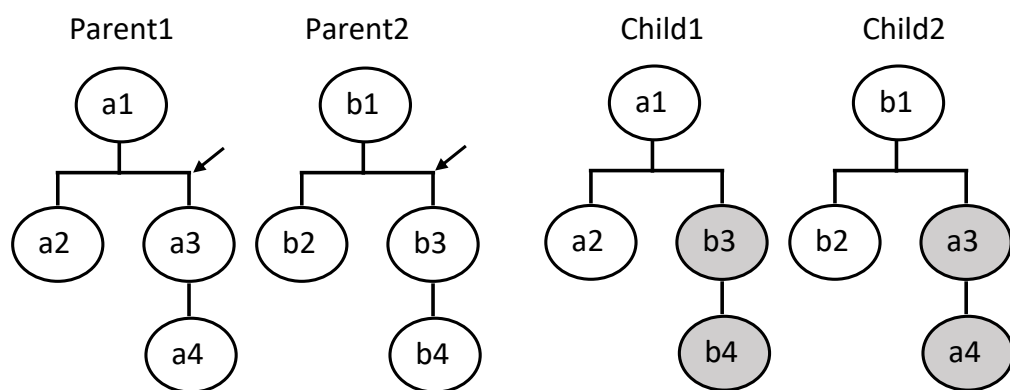 Parent1 Parent2 Child1 Child2
a1 b1 a1 b1
a2 a3 b2 b3 a2 b3 b2 a3
a4 b4 b4 a4